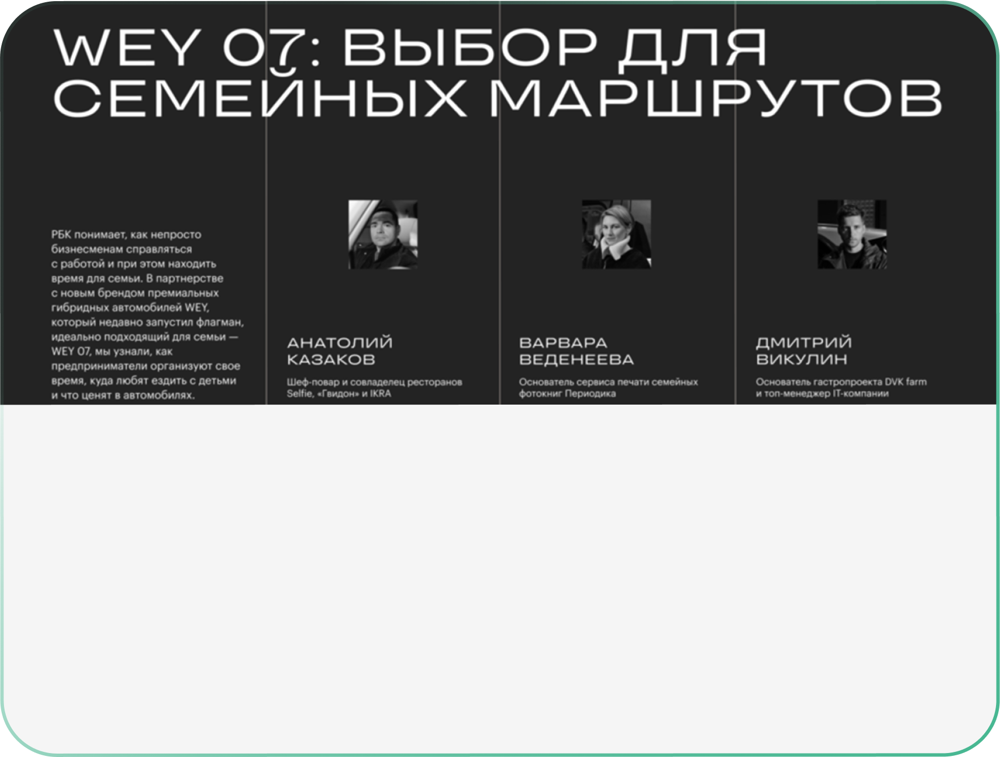 WEY 07: ВЫБОР ДЛЯ
СЕМЕЙНЫХ МАРШРУТОВ
РБК понимает, как непросто
бизнесменам справляться
с работой и при этом находить
время для семьи. В партнерстве
с новым брендом премиальных
гибридных автомобилей WEY,
который недавно запустил флагман,
идеально подходящий для семьи —
WEY 07, мы узнали, как
предприниматели организуют свое
время, куда любят ездить с детьми
и что ценят в автомобилях.
АНАТОЛИЙ
КАЗАКОВ
Шеф-повар и совладелец ресторанов
Selfie, «Гвидон» и IKRA
ВАРВАРА
ВЕДЕНЕЕВА
Основатель сервиса печати семейных
фотокниг Периодика
ДМИТРИЙ
ВИКУЛИН
Основатель гастропроекта DVK farm
и топ-менеджер IT-компании